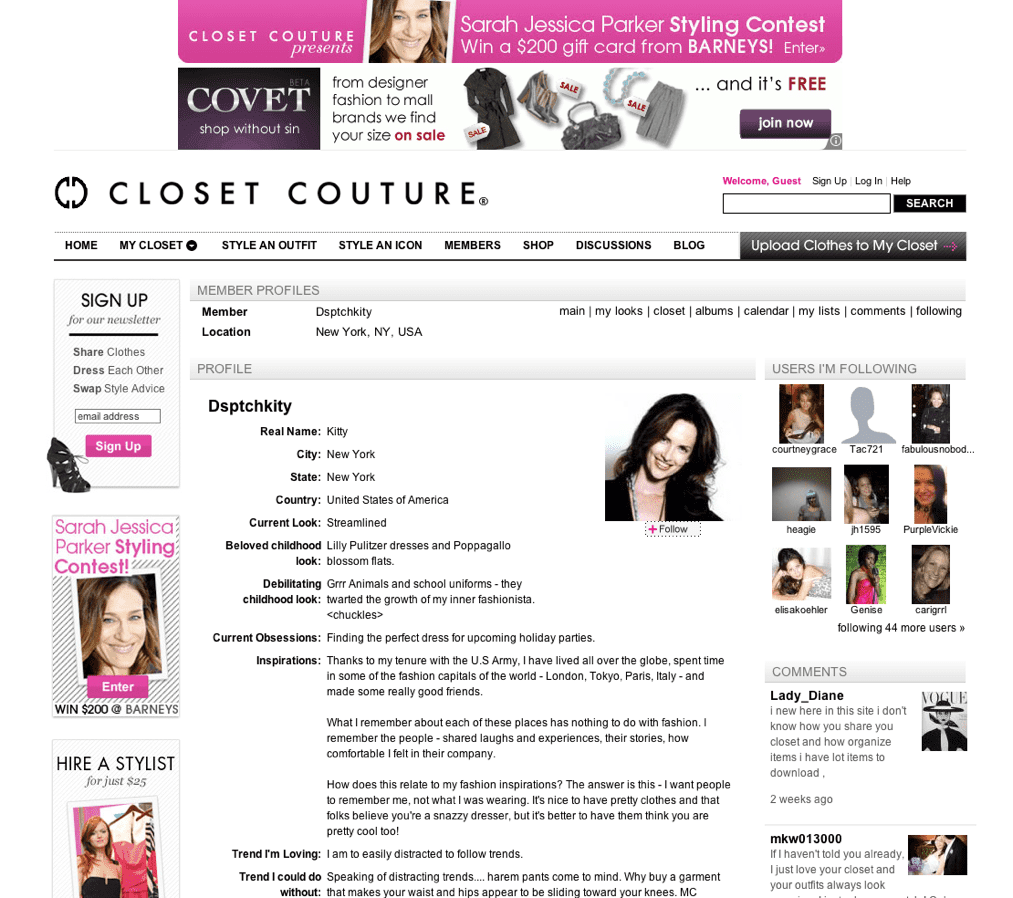 CLOSET COUTURE
presents
Sarah Jessica Parker Styling Contest
Win a $200 gift card from BARNEYS! Enter»
BETA
COVET
shop without sin
from designer
fashion to mall
brands we find
your size on sale
SALE
SALE
SALE
... and it's FREE
join now
CLOSET COUTURE®
Welcome, Guest Sign Up | Log In | Help
SEARCH
HOME MY CLOSET STYLE AN OUTFIT STYLE AN ICON MEMBERS SHOP DISCUSSIONS BLOG
Upload Clothes to My Closet
SIGN UP
for our newsletter
Share Clothes
Dress Each Other
Swap Style Advice
email address
Sign Up
Sarah Jessica
Parker Styling
Contest!
Enter
WIN $200 @ BARNEYS
HIRE A STYLIST
for just $25
MEMBER PROFILES
Member Dsptchkity
main | my looks | closet | albums | calendar | my lists | comments | following
Location New York, NY, USA
PROFILE
Dsptchkity
Real Name: Kitty
City: New York
State: New York
Country: United States of America
Current Look: Streamlined
Beloved childhood look: Lilly Pulitzer dresses and Poppagallo
blossom flats.
Debilitating childhood look: Grrr Animals and school uniforms - they
twarted the growth of my inner fashionista.
<chuckles>
Current Obsessions: Finding the perfect dress for upcoming holiday parties.
Inspirations: Thanks to my tenure with the U.S Army, I have lived all over the globe, spent time
in some of the fashion capitals of the world - London, Tokyo, Paris, Italy - and
made some really good friends.
What I remember about each of these places has nothing to do with fashion. I
remember the people - shared laughs and experiences, their stories, how
comfortable I felt in their company.
How does this relate to my fashion inspirations? The answer is this - I want people
to remember me, not what I was wearing. It's nice to have pretty clothes and that
folks believe you're a snazzy dresser, but it's better to have them think you are
pretty cool too!
Trend I'm Loving: I am to easily distracted to follow trends.
Trend I could do without: Speaking of distracting trends.... harem pants come to mind. Why buy a garment
that makes your waist and hips appear to be sliding toward your knees. MC
+Follow
USERS I'M FOLLOWING
courtneygrace Tac721 fabulousnobod...
heagie jh1595 PurpleVickie
elisakoehler Genise carigrrl
following 44 more users »
COMMENTS
Lady_Diane
i new here in this site i don't
know how you share you
closet and how organize
items i have lot items to
download ,
2 weeks ago
VOGUE
mkw013000
If I haven't told you already,
I just love your closet and
your outfits always look